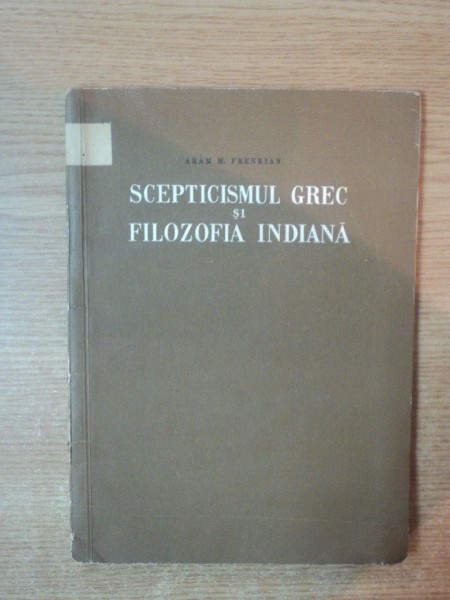 ARAM M. FRENKIAN
SCEPTICISMUL GREC
ȘI
FILOZOFIA INDIANĂ